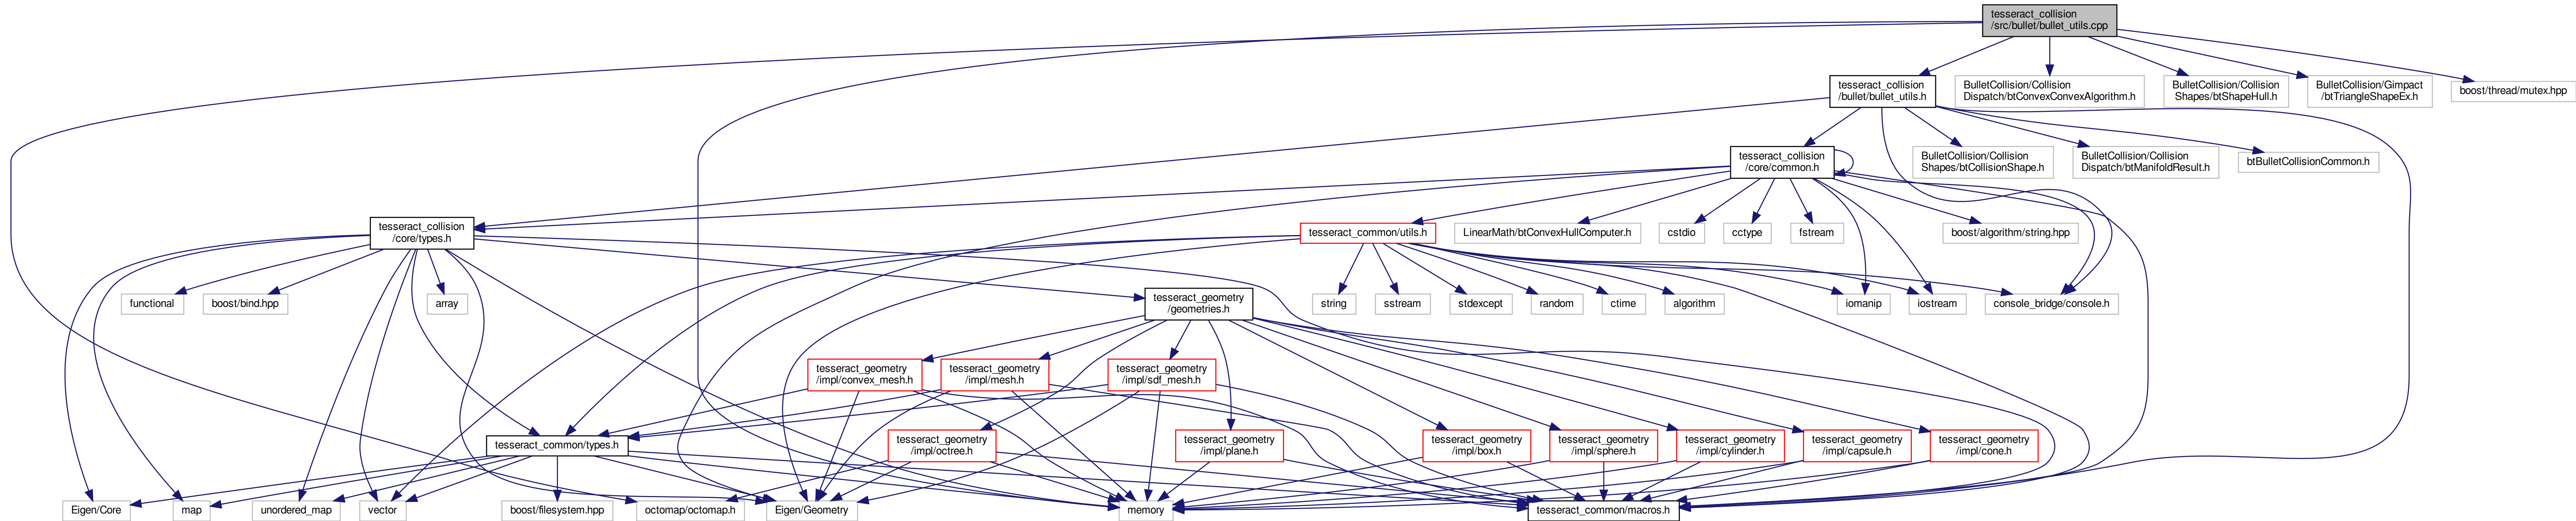 tesseract_collision
/src/bullet/bullet_utils.cpp
tesseract_collision
/bullet/bullet_utils.h
BulletCollision/Collision
Dispatch/btConvexConvexAlgorithm.h
BulletCollision/Collision
Shapes/btShapeHull.h
BulletCollision/Gimpact
/btTriangleShapeEx.h
boost/thread/mutex.hpp
tesseract_collision
/core/common.h
BulletCollision/Collision
Shapes/btCollisionShape.h
BulletCollision/Collision
Dispatch/btManifoldResult.h
btBulletCollisionCommon.h
tesseract_collision
/core/types.h
tesseract_common/utils.h
LinearMath/btConvexHullComputer.h
cstdio
cctype
fstream
boost/algorithm/string.hpp
functional
boost/bind.hpp
array
tesseract_geometry
/geometries.h
string
sstream
stdexcept
random
ctime
algorithm
iomanip
iostream
console_bridge/console.h
tesseract_geometry
/impl/convex_mesh.h
tesseract_geometry
/impl/mesh.h
tesseract_geometry
/impl/sdf_mesh.h
tesseract_common/types.h
tesseract_geometry
/impl/octree.h
tesseract_geometry
/impl/plane.h
tesseract_geometry
/impl/box.h
tesseract_geometry
/impl/sphere.h
tesseract_geometry
/impl/cylinder.h
tesseract_geometry
/impl/capsule.h
tesseract_geometry
/impl/cone.h
Eigen/Core
map
unordered_map
vector
boost/filesystem.hpp
octomap/octomap.h
Eigen/Geometry
memory
tesseract_common/macros.h